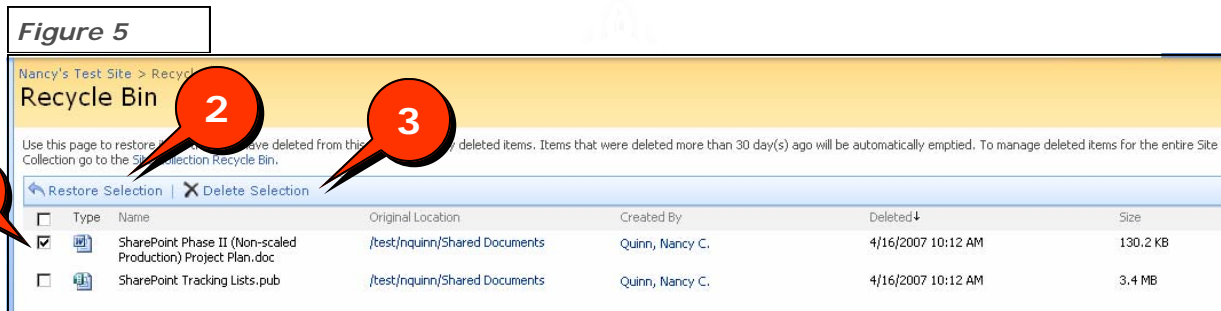 Figure 5
Nancy's Test Site > Recyc
Recycle Bin
2
3
Use this page to restore have deleted from this deleted items. Items that were deleted more than 30 day(s) ago will be automatically emptied. To manage deleted items for the entire Site
Collection go to the Site Collection Recycle Bin.
Restore Selection | Delete Selection
Type Name Original Location Created By Deleted↓ Size
SharePoint Phase II (Non-scaled /test/nquinn/Shared Documents Quinn, Nancy C. 4/16/2007 10:12 AM 130.2 KB
Production) Project Plan.doc
SharePoint Tracking Lists.pub /test/nquinn/Shared Documents Quinn, Nancy C. 4/16/2007 10:12 AM 3.4 MB